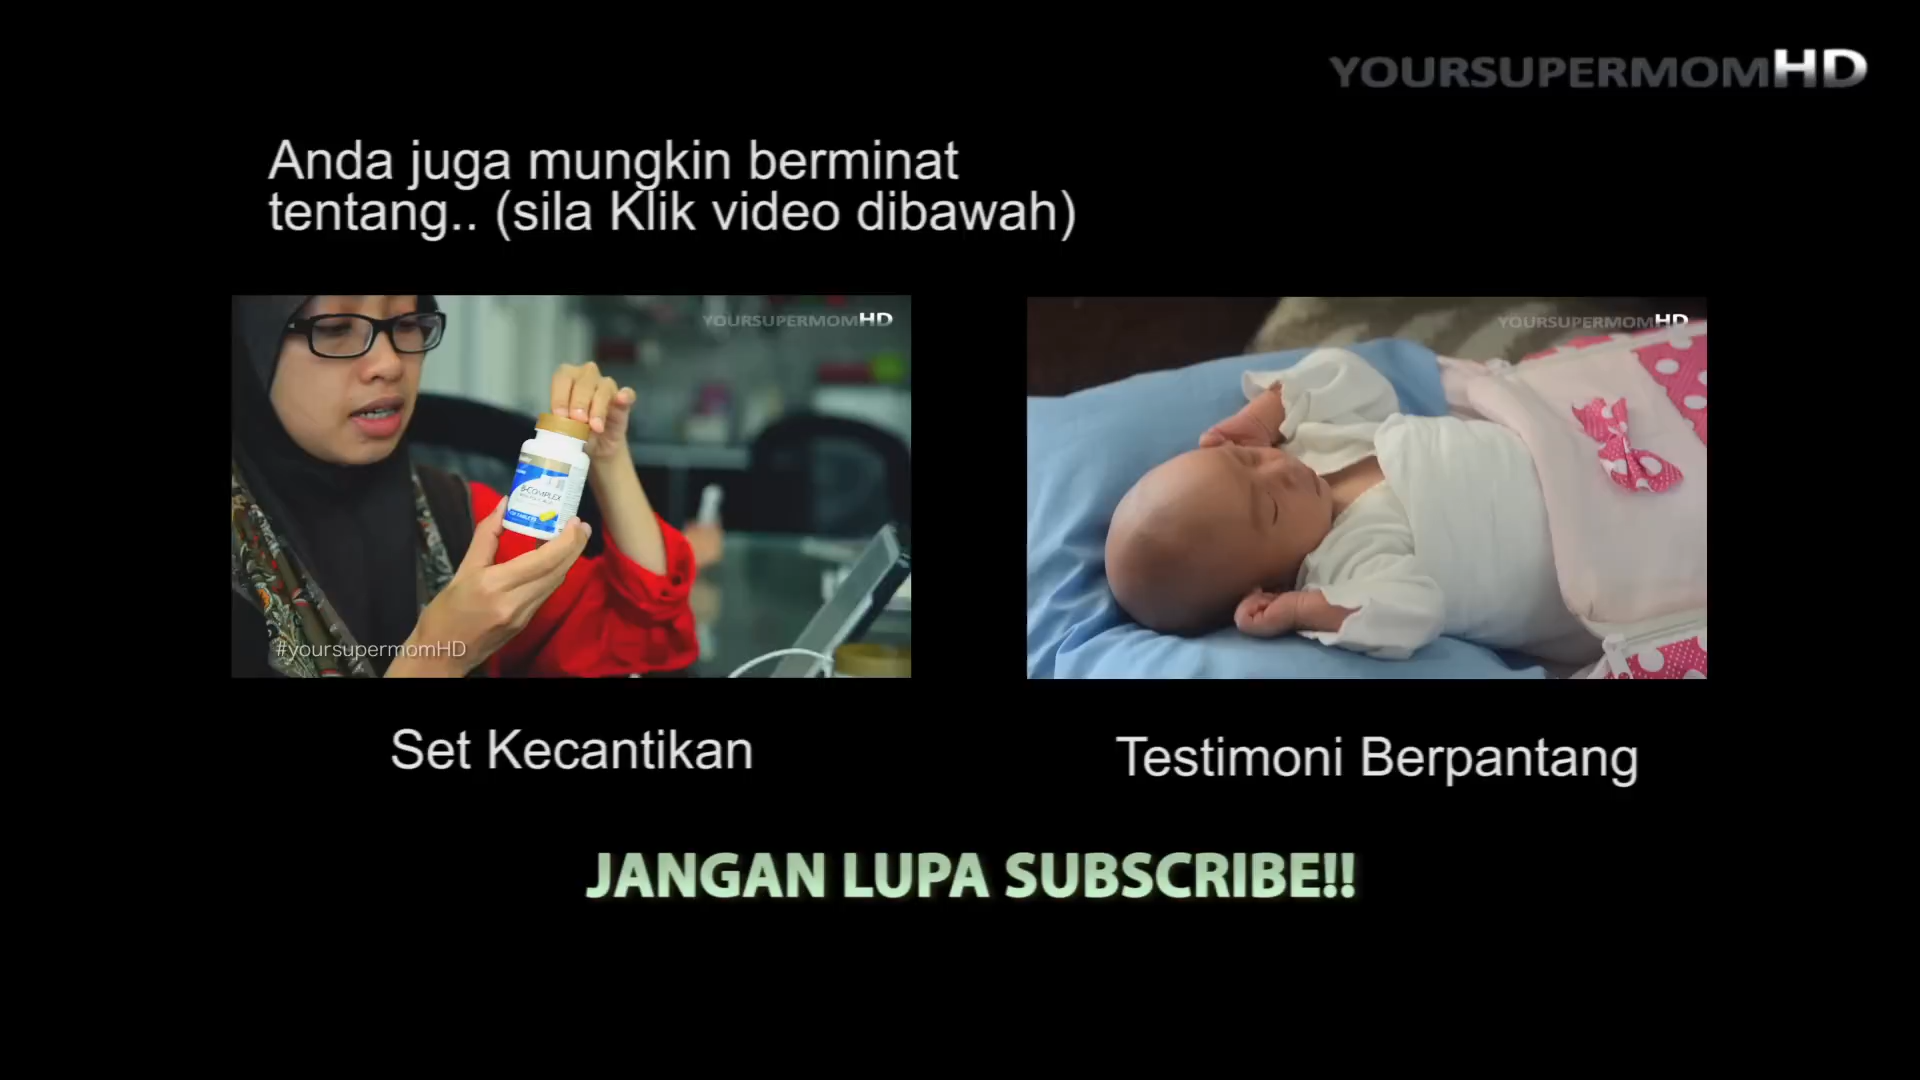 YOURSUPERMOMHD
Anda juga mungkin berminat
tentang.. (sila Klik video dibawah)
YOURSUPERMOMHD
B-COMPLEX
#yoursupermomHD
YOURSUPERMOMHD
Set Kecantikan
Testimoni Berpantang
JANGAN LUPA SUBSCRIBE!!